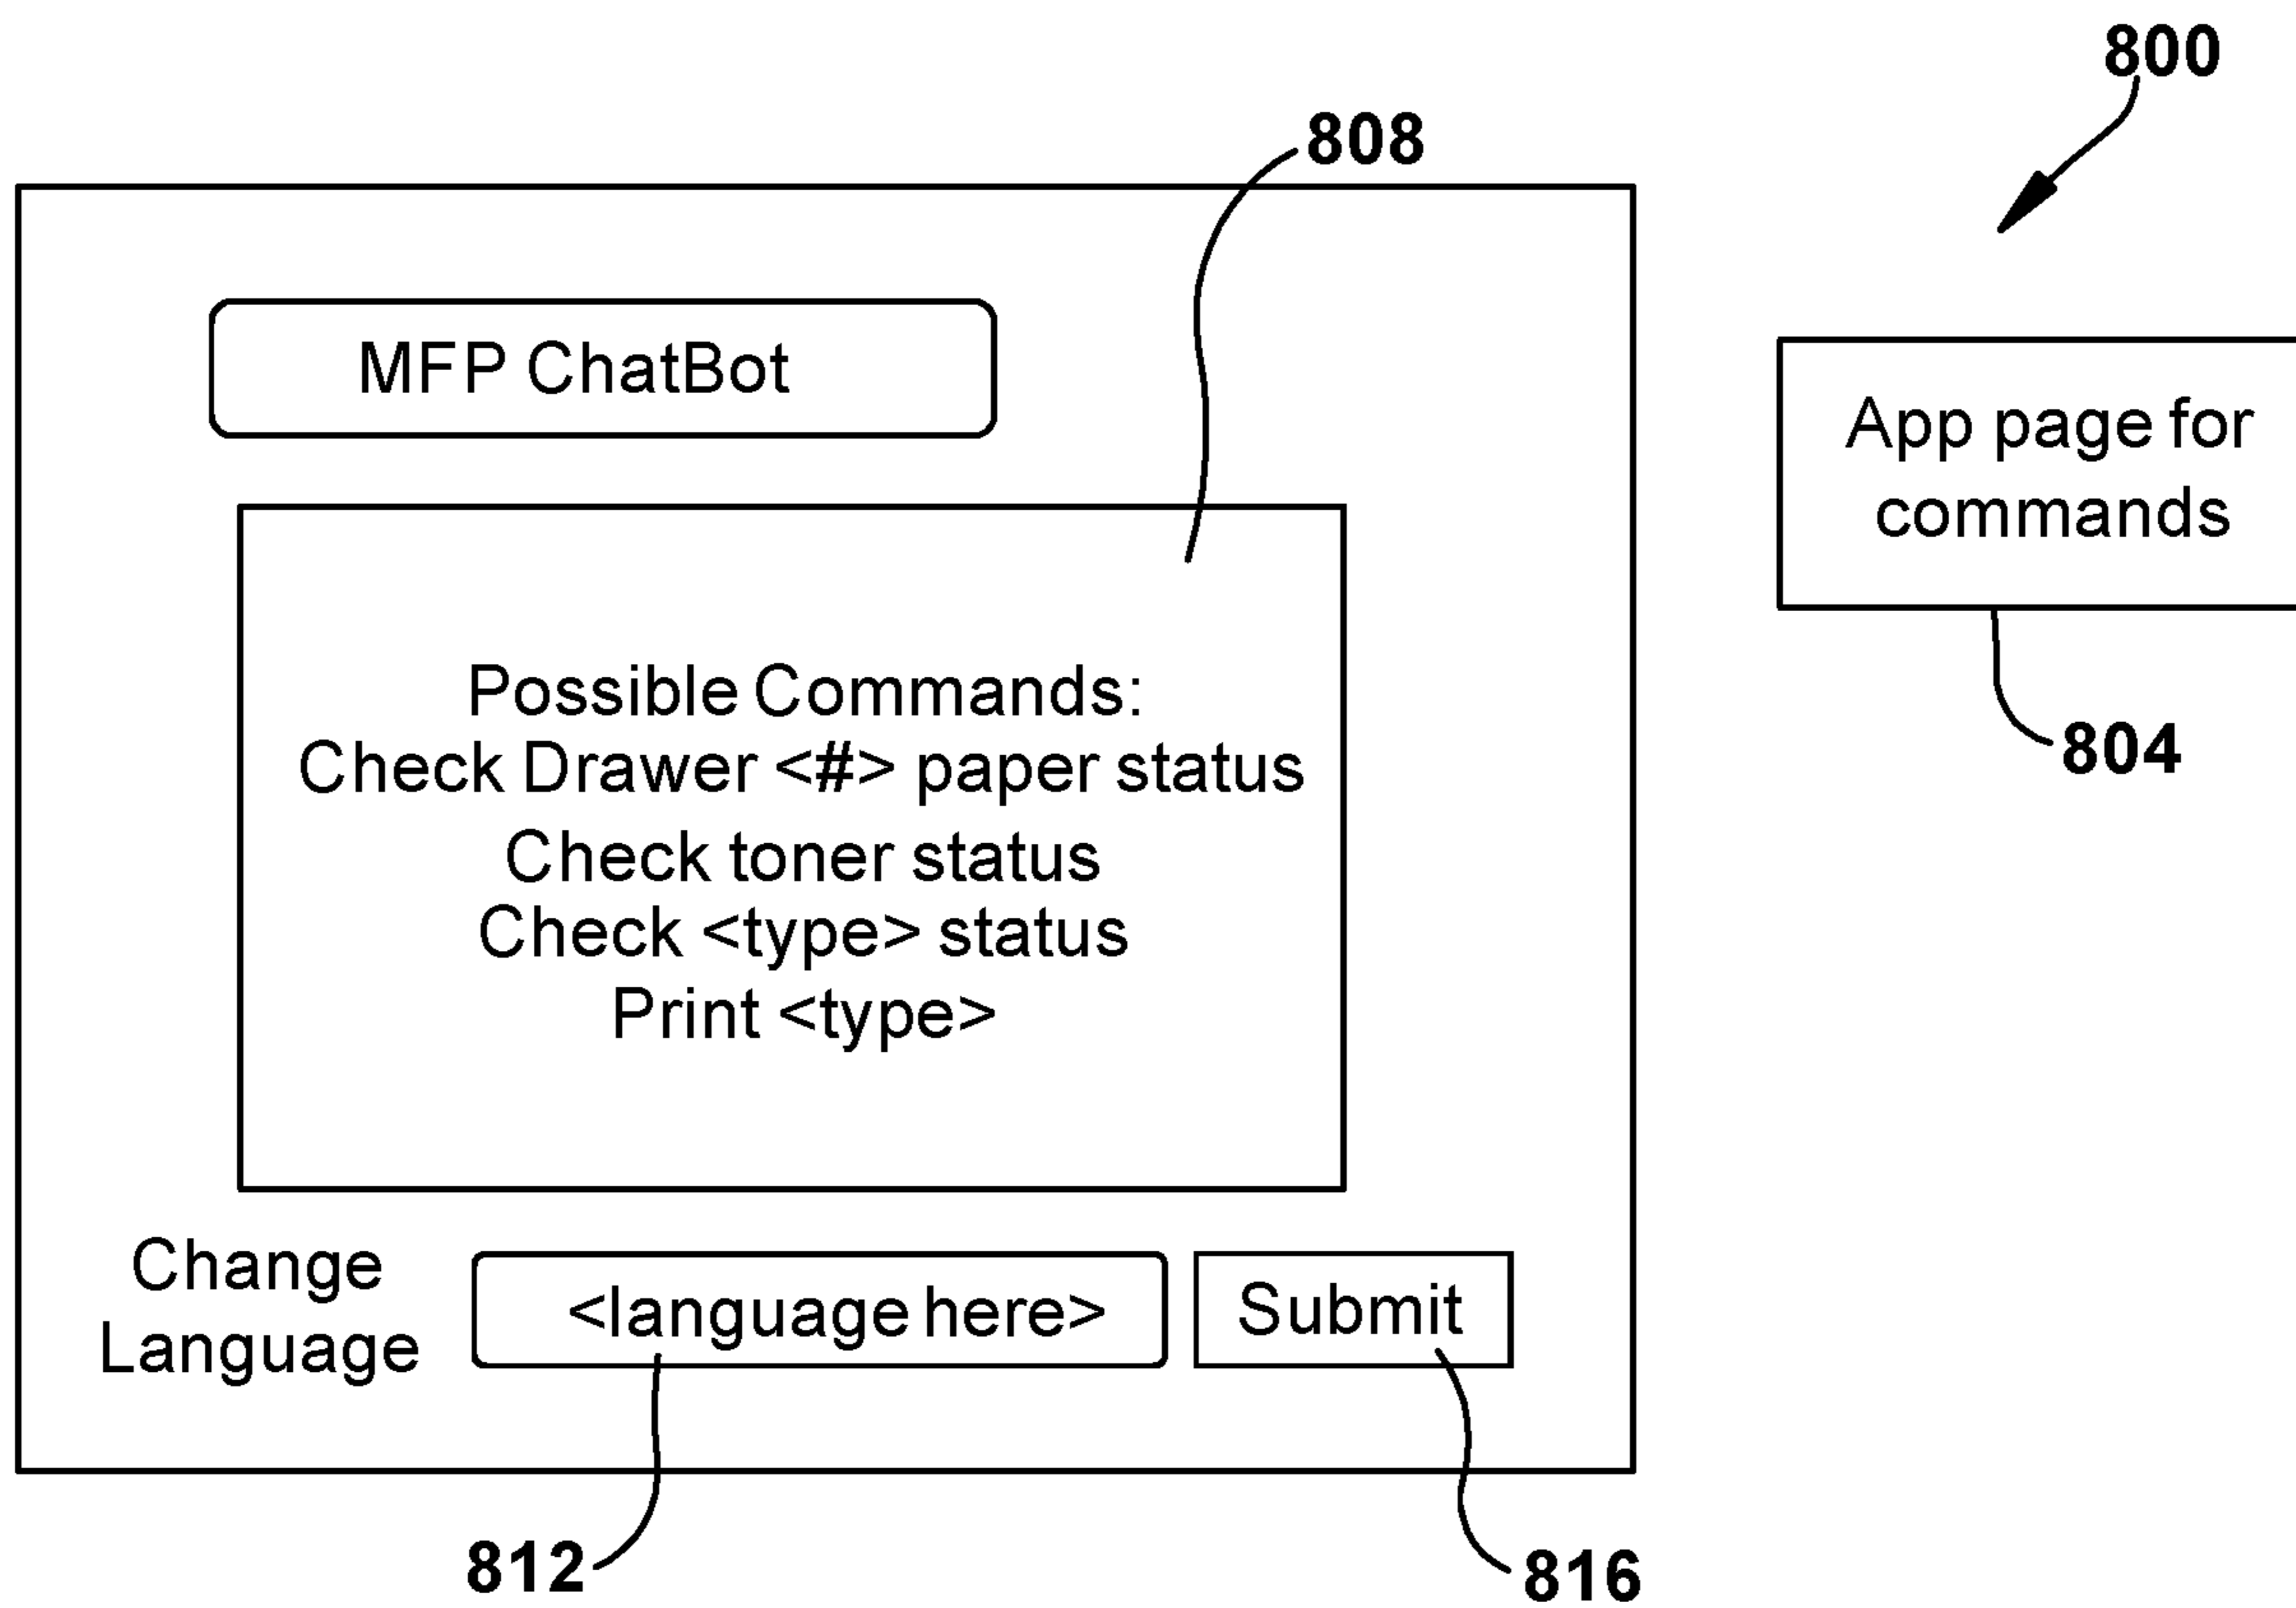 800
808
MFP ChatBot
App page for
commands
804
Possible Commands:
Check Drawer <#> paper status
Check toner status
Check <type> status
Print <type>
Change
Language
<language here>
Submit
812
816